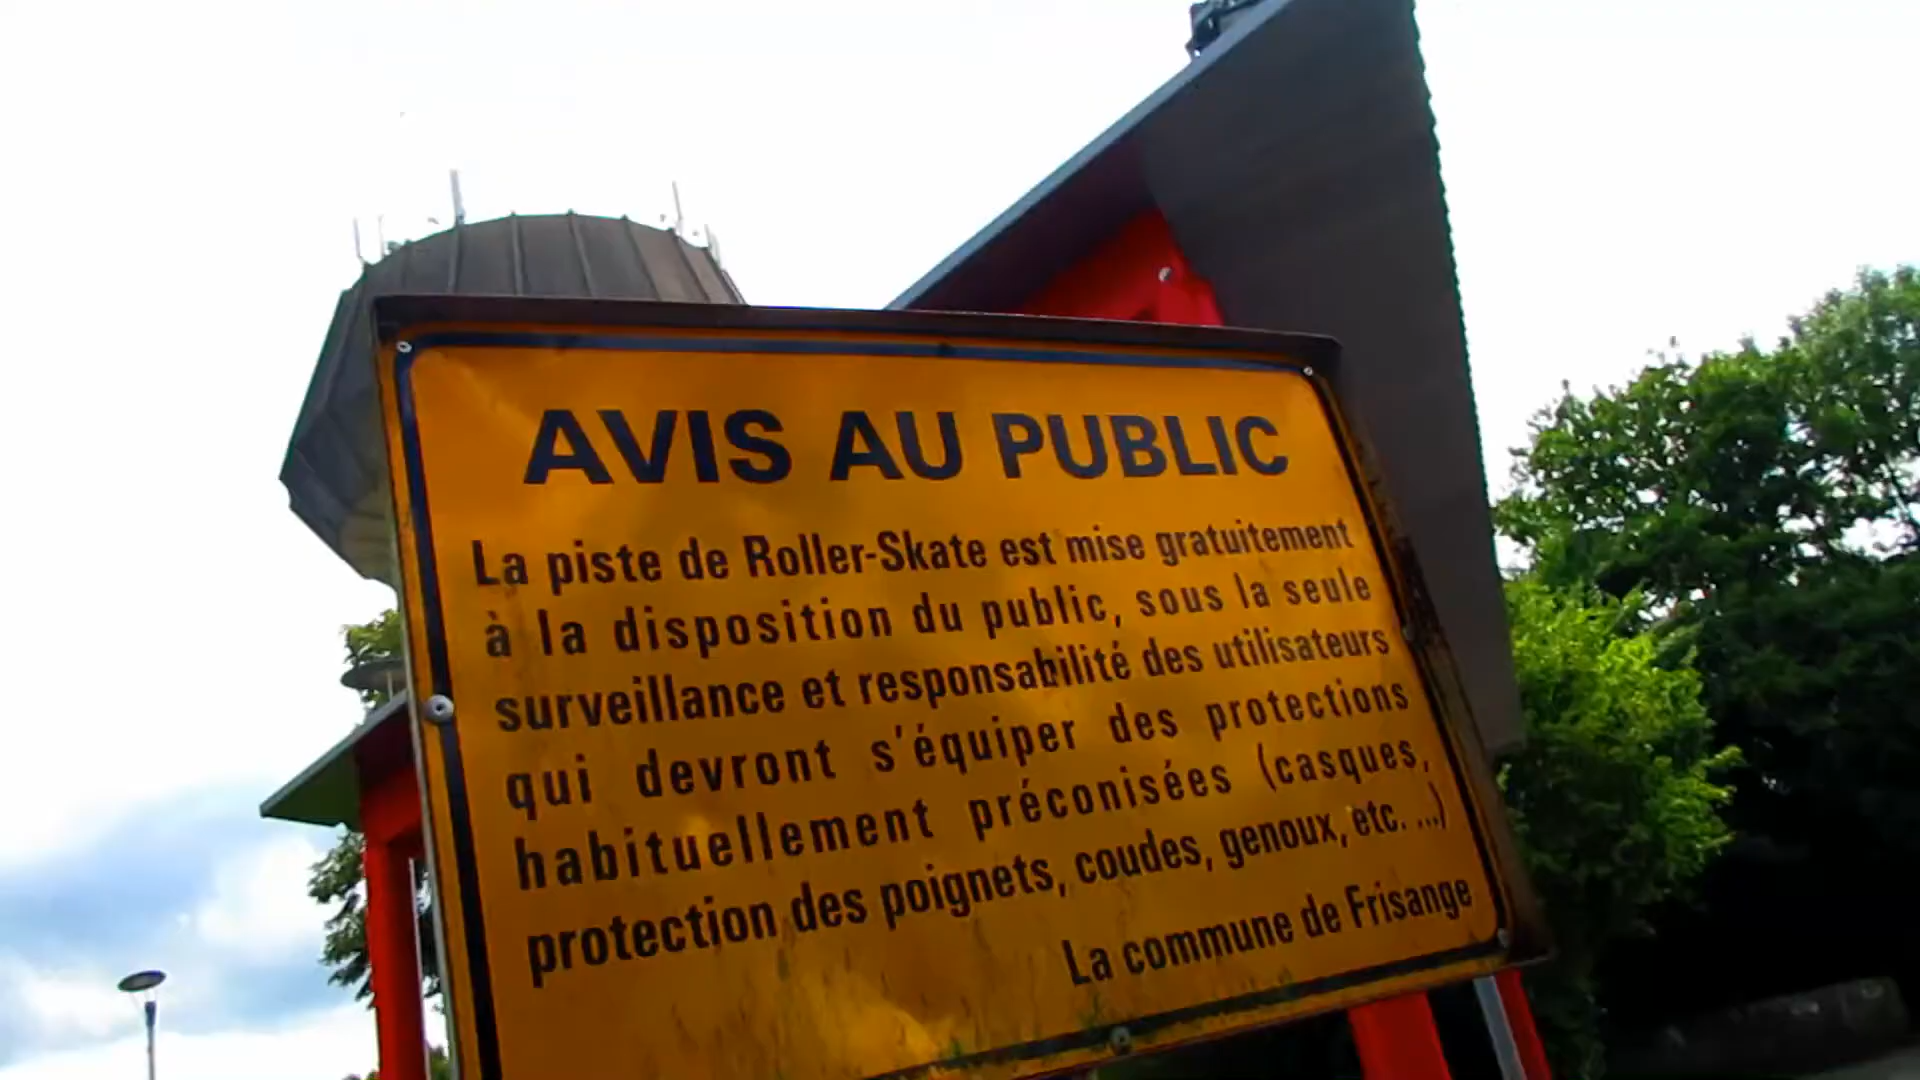 AVIS AU PUBLIC
La piste de Roller-Skate est mise gratuitement
à la disposition du public, sous la seule
surveillance et responsabilité des utilisateurs
qui devront s'équiper des protections
habituellement préconisées (casques,
protection des poignets, coudes, genoux, etc. ...)
La commune de Frisange